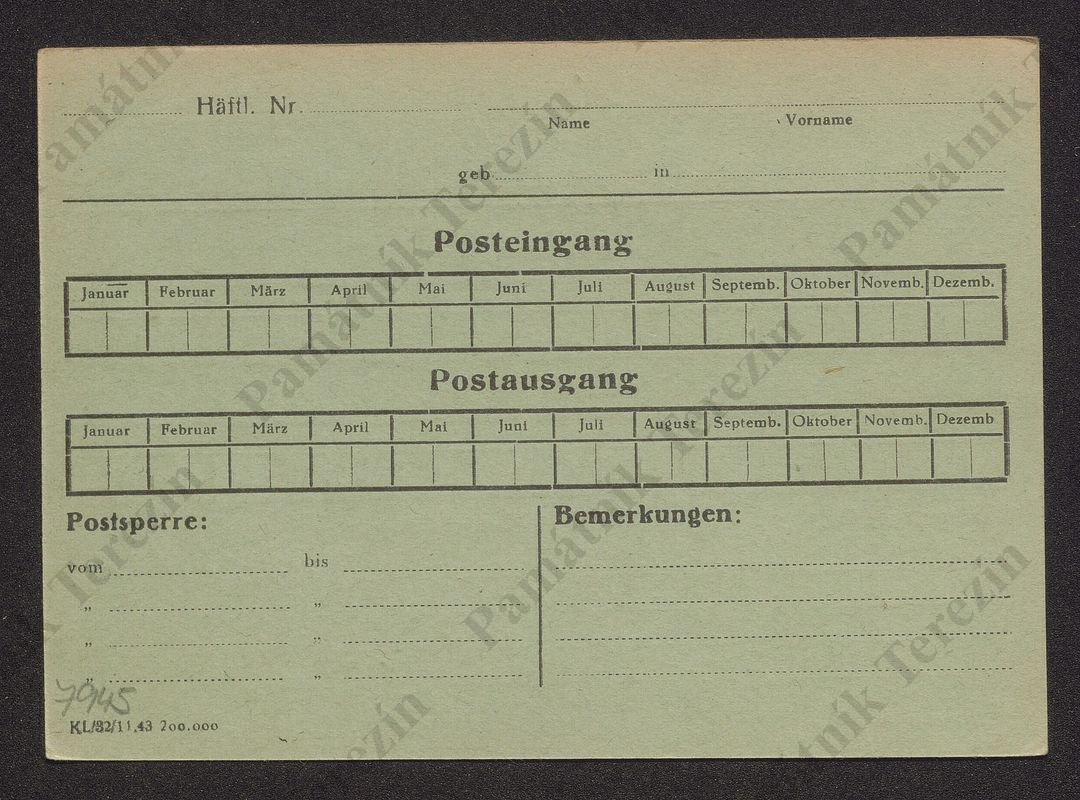 Häftl. Nr.
Name Vorname
geb. in
Posteingang
Januar Februar März April Mai Juni Juli August Septemb. Oktober Novemb. Dezemb.
Postausgang
Januar Februar März April Mai Juni Juli August Septemb. Oktober Novemb. Dezemb
Postsperre: Bemerkungen:
vom bis
„ „
„ „
„ „
7945
KL/32/11.43 200.000
Památník Terezín